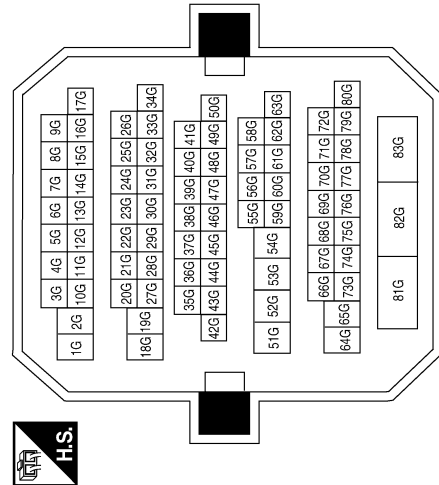 1G 2G 3G 4G 5G 6G 7G 8G 9G
10G 11G 12G 13G 14G 15G 16G 17G
18G 19G 20G 21G 22G 23G 24G 25G 26G
27G 28G 29G 30G 31G 32G 33G 34G
35G 36G 37G 38G 39G 40G 41G
42G 43G 44G 45G 46G 47G 48G 49G 50G
51G 52G 53G 54G 55G 56G 57G 58G
59G 60G 61G 62G 63G
64G 65G 66G 67G 68G 69G 70G 71G 72G
73G 74G 75G 76G 77G 78G 79G 80G
81G 82G 83G
H.S.